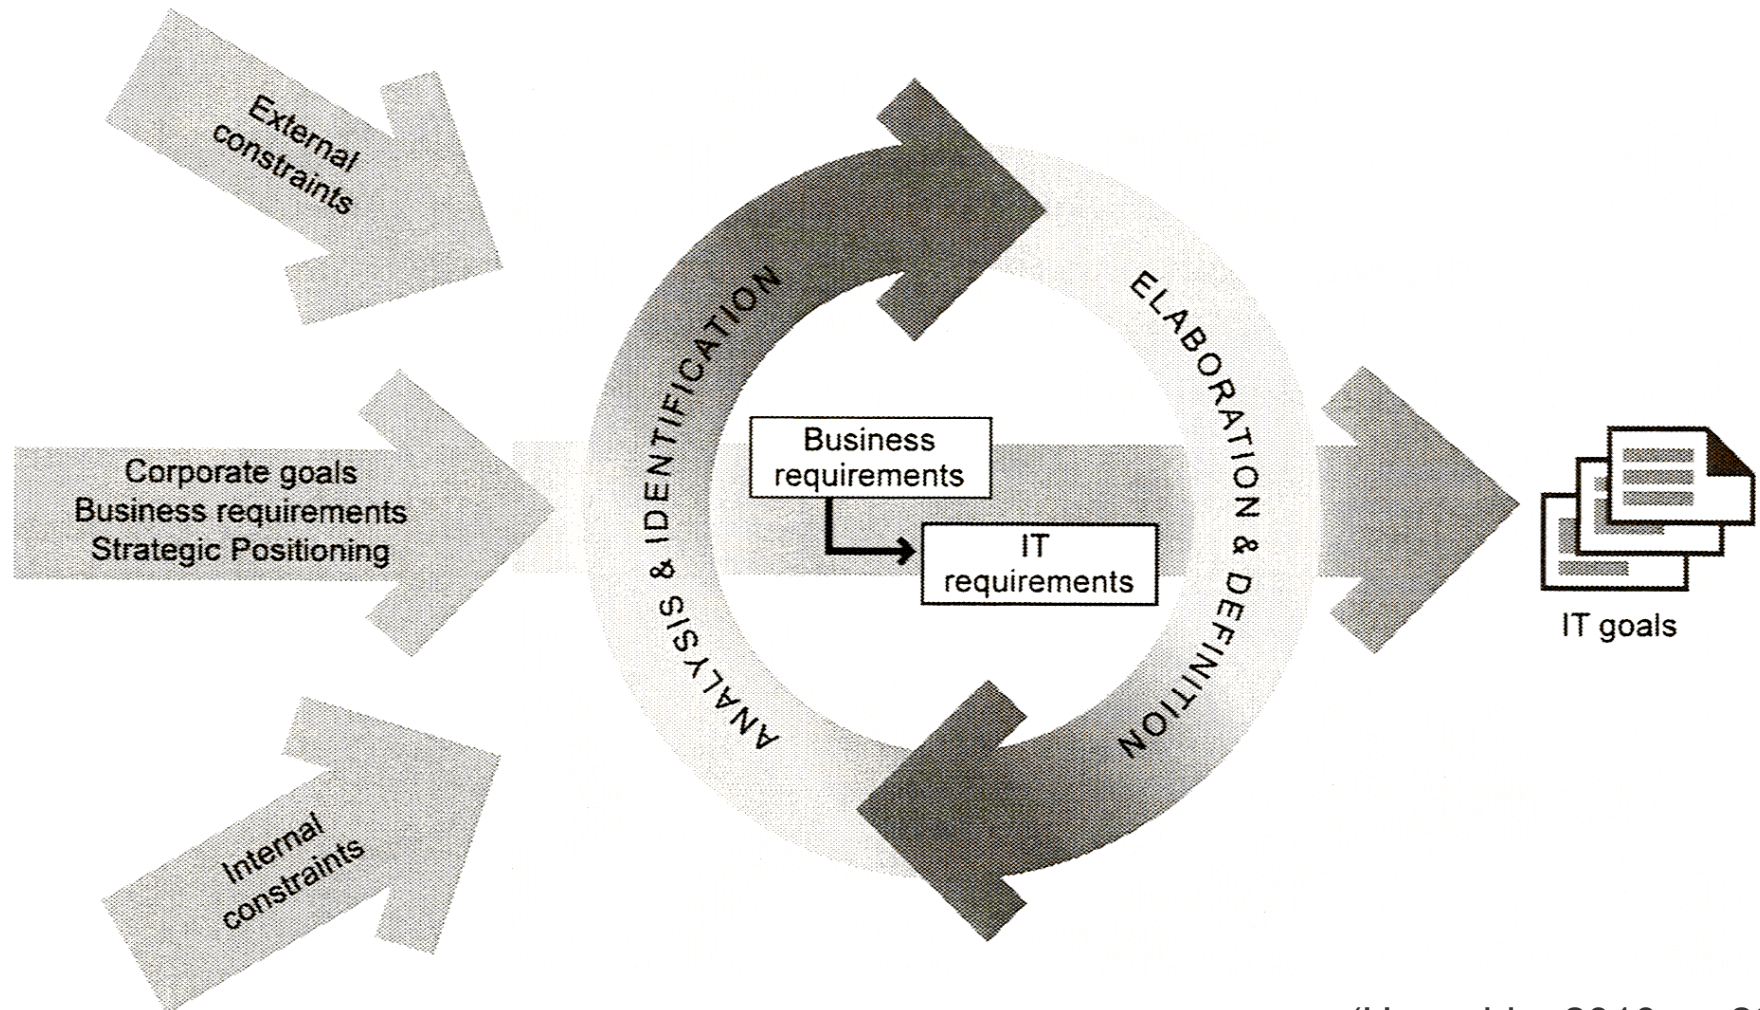 External
constraints
Corporate goals
Business requirements
Strategic Positioning
Internal
constraints
ANALYSIS & IDENTIFICATION
ELABORATION & DEFINITION
Business
requirements
IT
requirements
IT goals